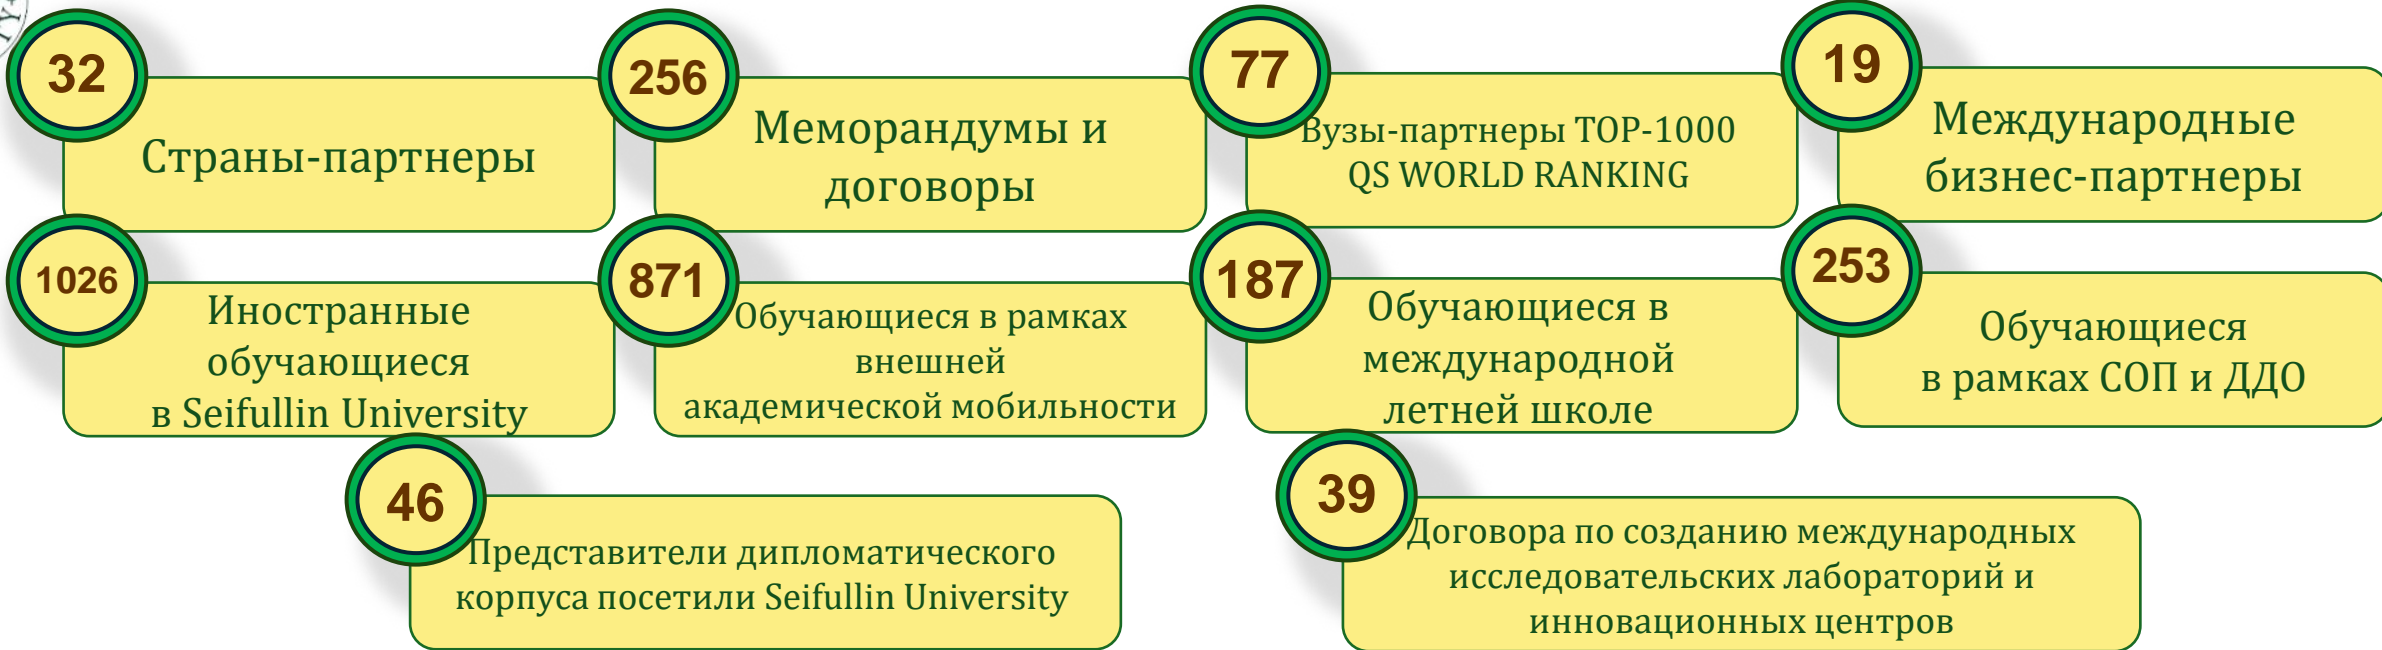 32
Страны-партнеры
256
Меморандумы и
договоры
77
Вузы-партнеры TOP-1000
QS WORLD RANKING
19
Международные
бизнес-партнеры
1026
Иностранные
обучающиеся
в Seifullin University
871
Обучающиеся в рамках
внешней
академической мобильности
187
Обучающиеся в
международной
летней школе
253
Обучающиеся
в рамках СОП и ДДО
46
Представители дипломатического
корпуса посетили Seifullin University
39
Договора по созданию международных
исследовательских лабораторий и
инновационных центров